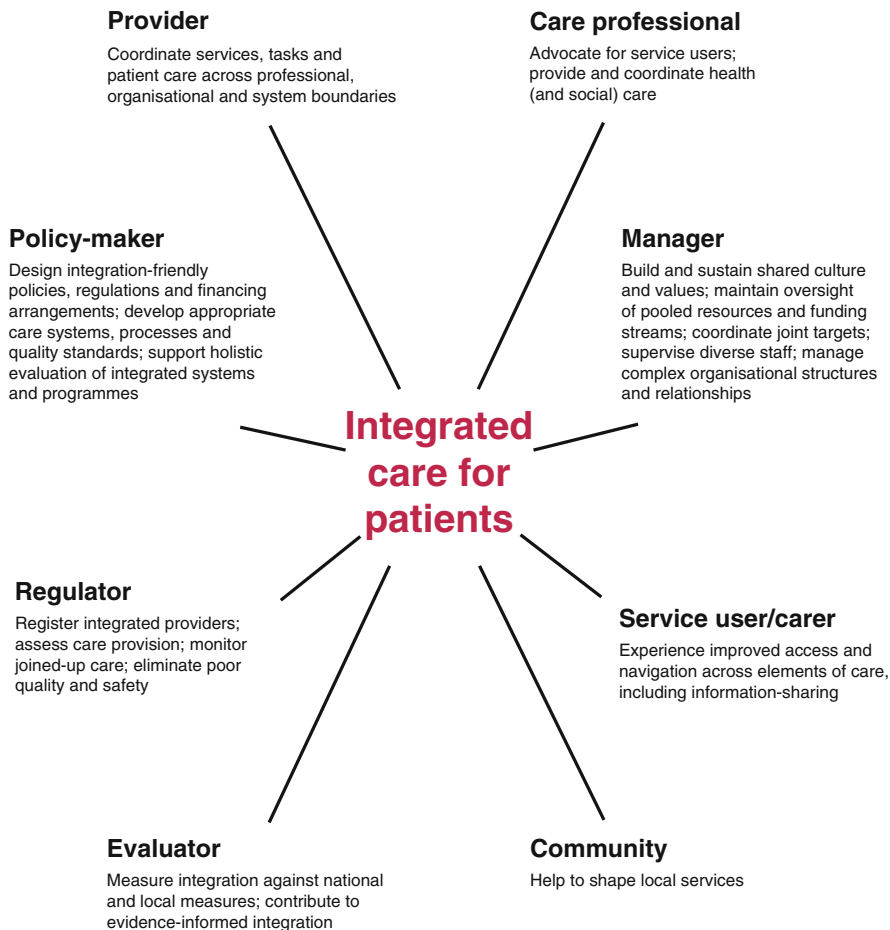 Provider
Coordinate services, tasks and
patient care across professional,
organisational and system boundaries
Care professional
Advocate for service users;
provide and coordinate health
(and social) care
Policy-maker
Design integration-friendly
policies, regulations and financing
arrangements; develop appropriate
care systems, processes and
quality standards; support holistic
evaluation of integrated systems
and programmes
Manager
Build and sustain shared culture
and values; maintain oversight
of pooled resources and funding
streams; coordinate joint targets;
supervise diverse staff; manage
complex organisational structures
and relationships
Integrated
care for
patients
Regulator
Register integrated providers;
assess care provision; monitor
joined-up care; eliminate poor
quality and safety
Service user/carer
Experience improved access and
navigation across elements of care,
including information-sharing
Evaluator
Measure integration against national
and local measures; contribute to
evidence-informed integration
Community
Help to shape local services